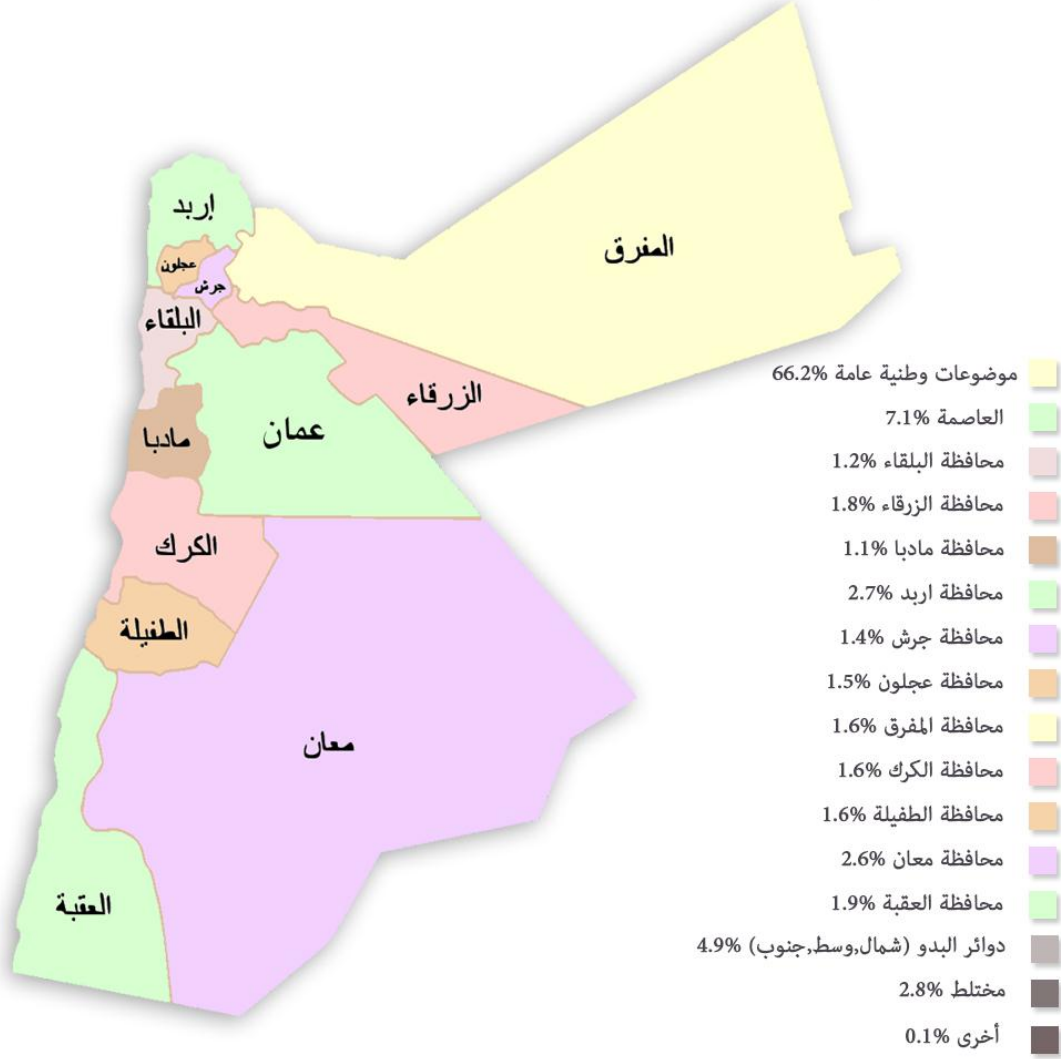 إربد
عجلون
جرش
المفرق
البلقاء
الزرقاء
عمان
مادبا
الكرك
الطفيلة
معان
العقبة
موضوعات وطنية عامة 66.2%
العاصمة 7.1%
محافظة البلقاء 1.2%
محافظة الزرقاء 1.8%
محافظة مادبا 1.1%
محافظة اربد 2.7%
محافظة جرش 1.4%
محافظة عجلون 1.5%
محافظة المفرق 1.6%
محافظة الكرك 1.6%
محافظة الطفيلة 1.6%
محافظة معان 2.6%
محافظة العقبة 1.9%
دوائر البدو (شمال,وسط,جنوب) 4.9%
مختلط 2.8%
أخرى 0.1%